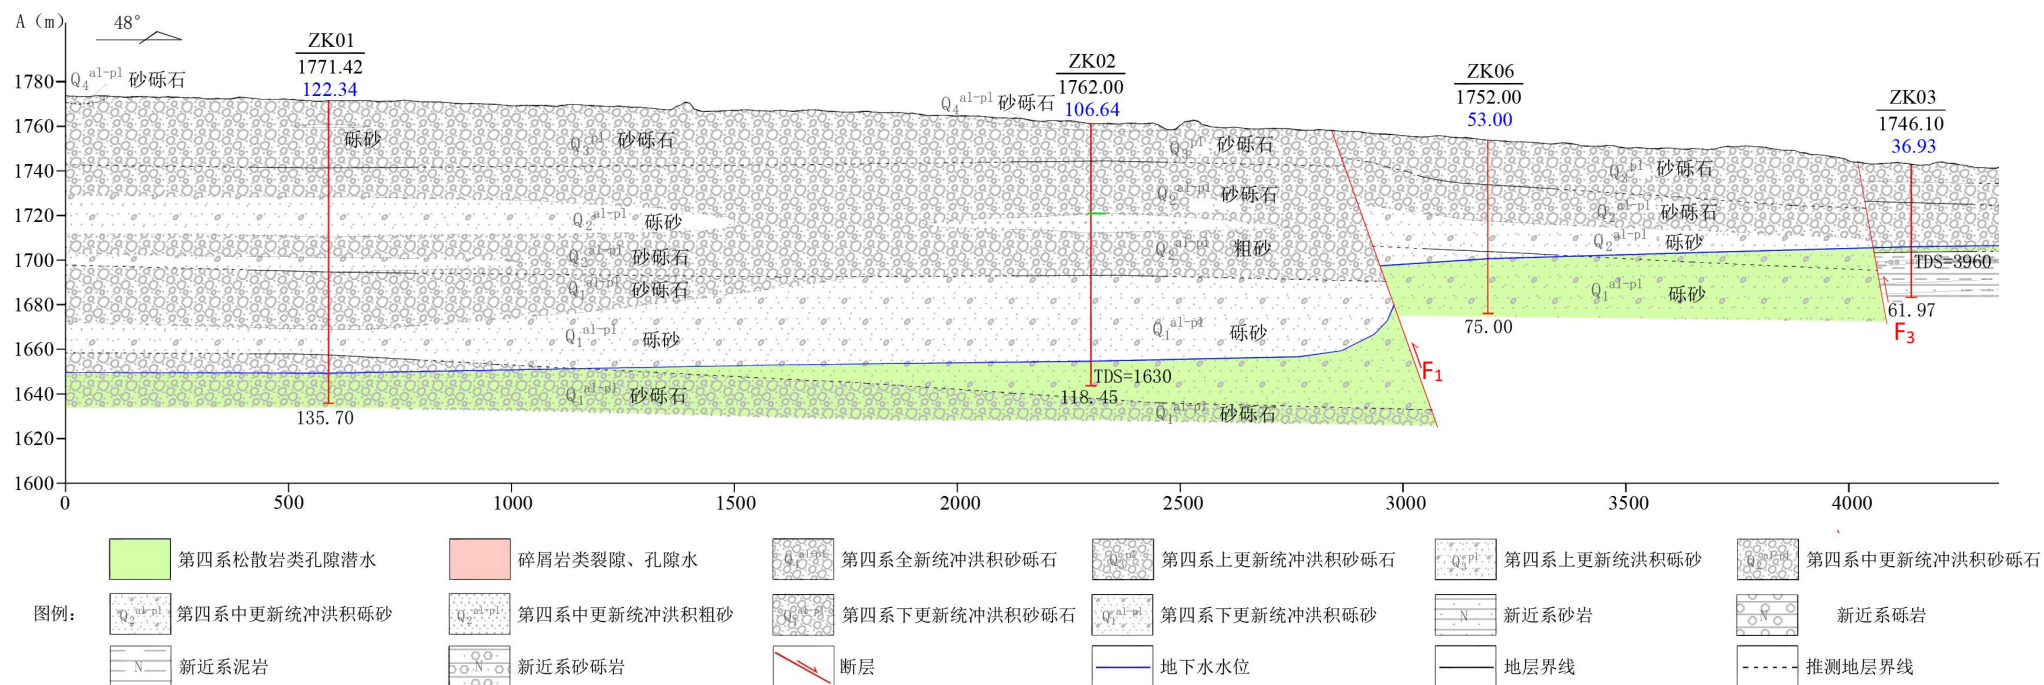 A（m）
48°
ZK01
1771.42
122.34
ZK02
1762.00
106.64
ZK06
1752.00
53.00
ZK03
1746.10
36.93
1780
1760
1740
1720
1700
1680
1660
1640
1620
1600
Q4al-pl 砂砾石
砾砂
Q3pl 砂砾石
Q4al-pl 砂砾石
Q3pl 砂砾石
Q3pl 砂砾石
Q2al-pl 砂砾石
Q2al-pl 砂砾石
Q2al-pl 砾砂
Q2al-pl 砾砂
Q2al-pl 砂砾石
Q2al-pl 粗砂
Q1al-pl 砂砾石
Q1al-pl 砾砂
Q1al-pl 砾砂
Q1al-pl 砾砂
Q1al-pl 砂砾石
Q1al-pl 砂砾石
TDS=3960
TDS=1630
135.70
118.45
75.00
61.97
F1
F3
0 500 1000 1500 2000 2500 3000 3500 4000
图例：
第四系松散岩类孔隙潜水
碎屑岩类裂隙、孔隙水
Q4al-pl 第四系全新统冲洪积砂砾石
第四系上更新统冲洪积砂砾石
Q3pl 第四系上更新统洪积砾砂
Q2al-pl 第四系中更新统冲洪积砂砾石
Q2al-pl 第四系中更新统冲洪积砾砂
Q2al-pl 第四系中更新统冲洪积粗砂
第四系下更新统冲洪积砂砾石
Q1al-pl 第四系下更新统冲洪积砾砂
N 新近系砂岩
N 新近系砾岩
N 新近系泥岩
N 新近系砂砾岩
断层
地下水水位
地层界线
推测地层界线